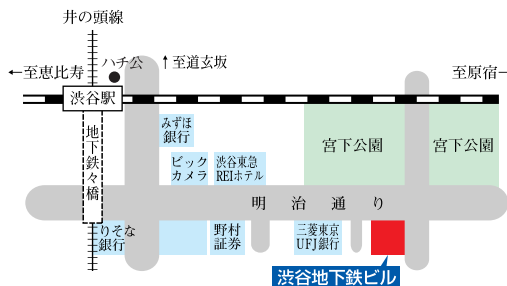 井の頭線
ハチ公
←至恵比寿
↑至道玄坂
至原宿→
渋谷駅
みずほ
銀行
地下鉄々橋
ビック
カメラ
渋谷東急
REIホテル
宮下公園
宮下公園
明治通り
りそな
銀行
野村
証券
三菱東京
UFJ銀行
渋谷地下鉄ビル